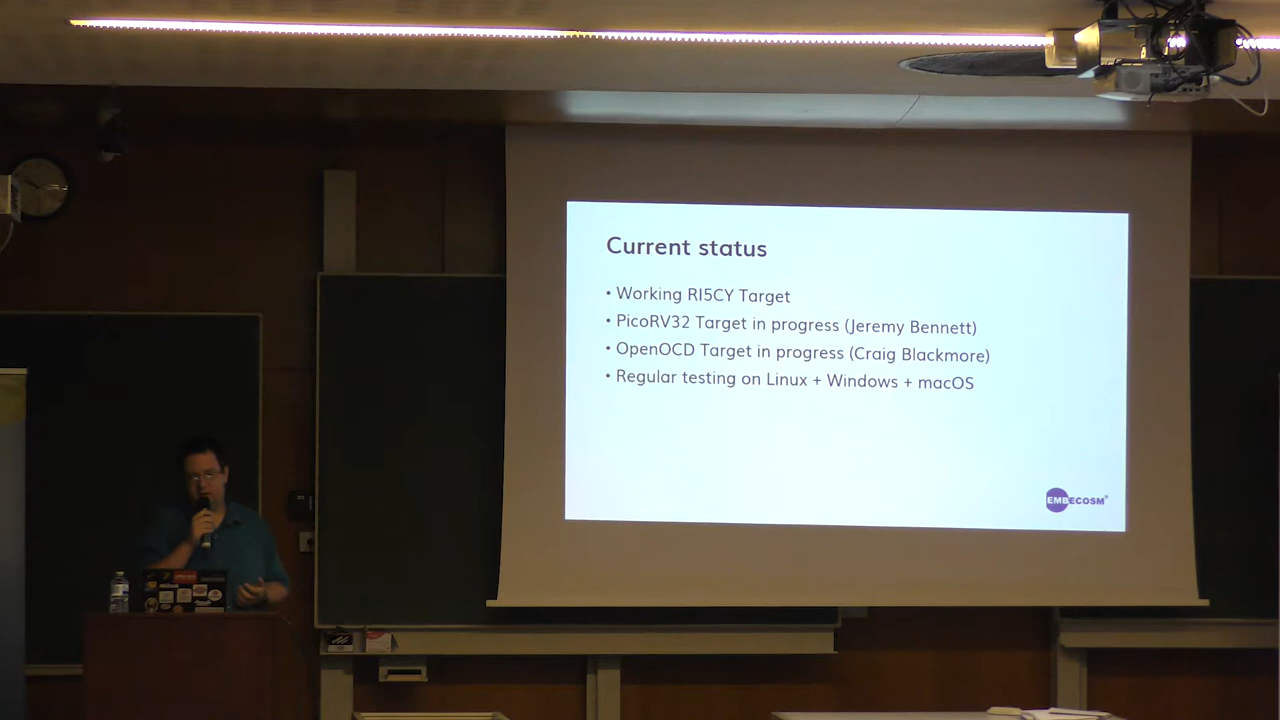 Current status
• Working RI5CY Target
• PicoRV32 Target in progress (Jeremy Bennett)
• OpenOCD Target in progress (Craig Blackmore)
• Regular testing on Linux + Windows + macOS
EMBECOSM®